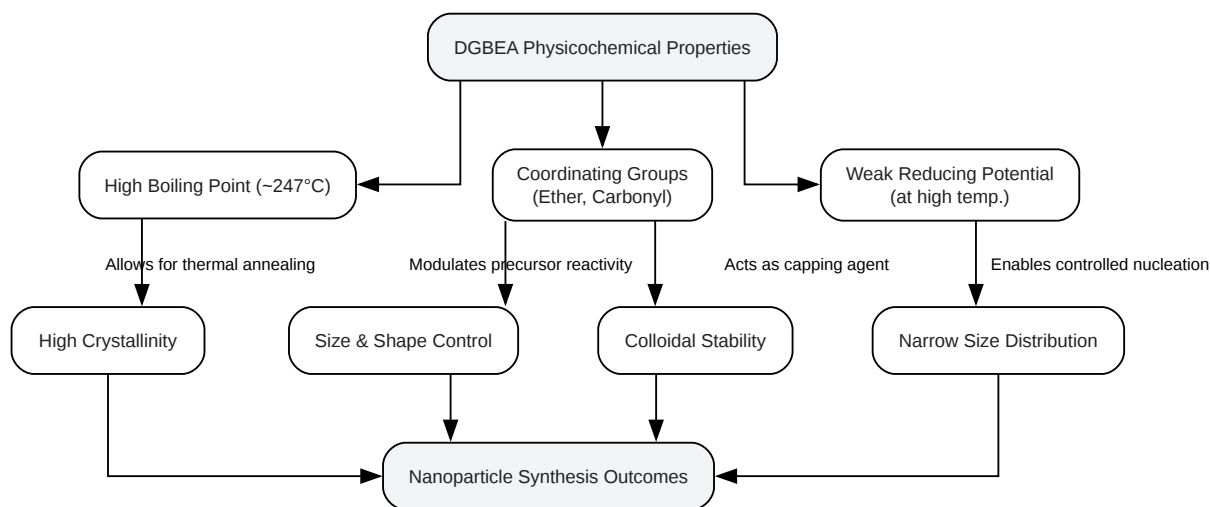 DGBEA Physicochemical Properties
High Boiling Point (~247°C)
Coordinating Groups
(Ether, Carbonyl)
Weak Reducing Potential
(at high temp.)
Allows for thermal annealing
Modulates precursor reactivity
Acts as capping agent
Enables controlled nucleation
High Crystallinity
Size & Shape Control
Colloidal Stability
Narrow Size Distribution
Nanoparticle Synthesis Outcomes